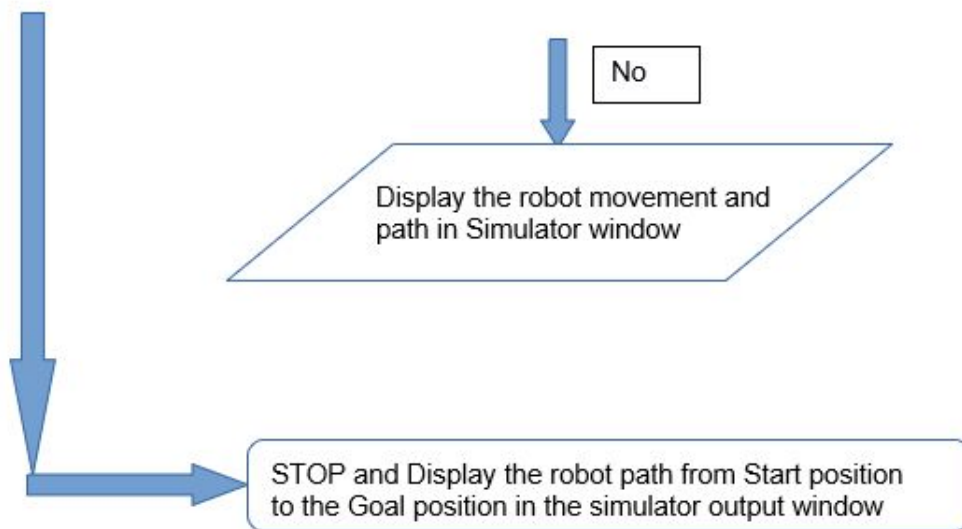 No
Display the robot movement and
path in Simulator window
STOP and Display the robot path from Start position
to the Goal position in the simulator output window